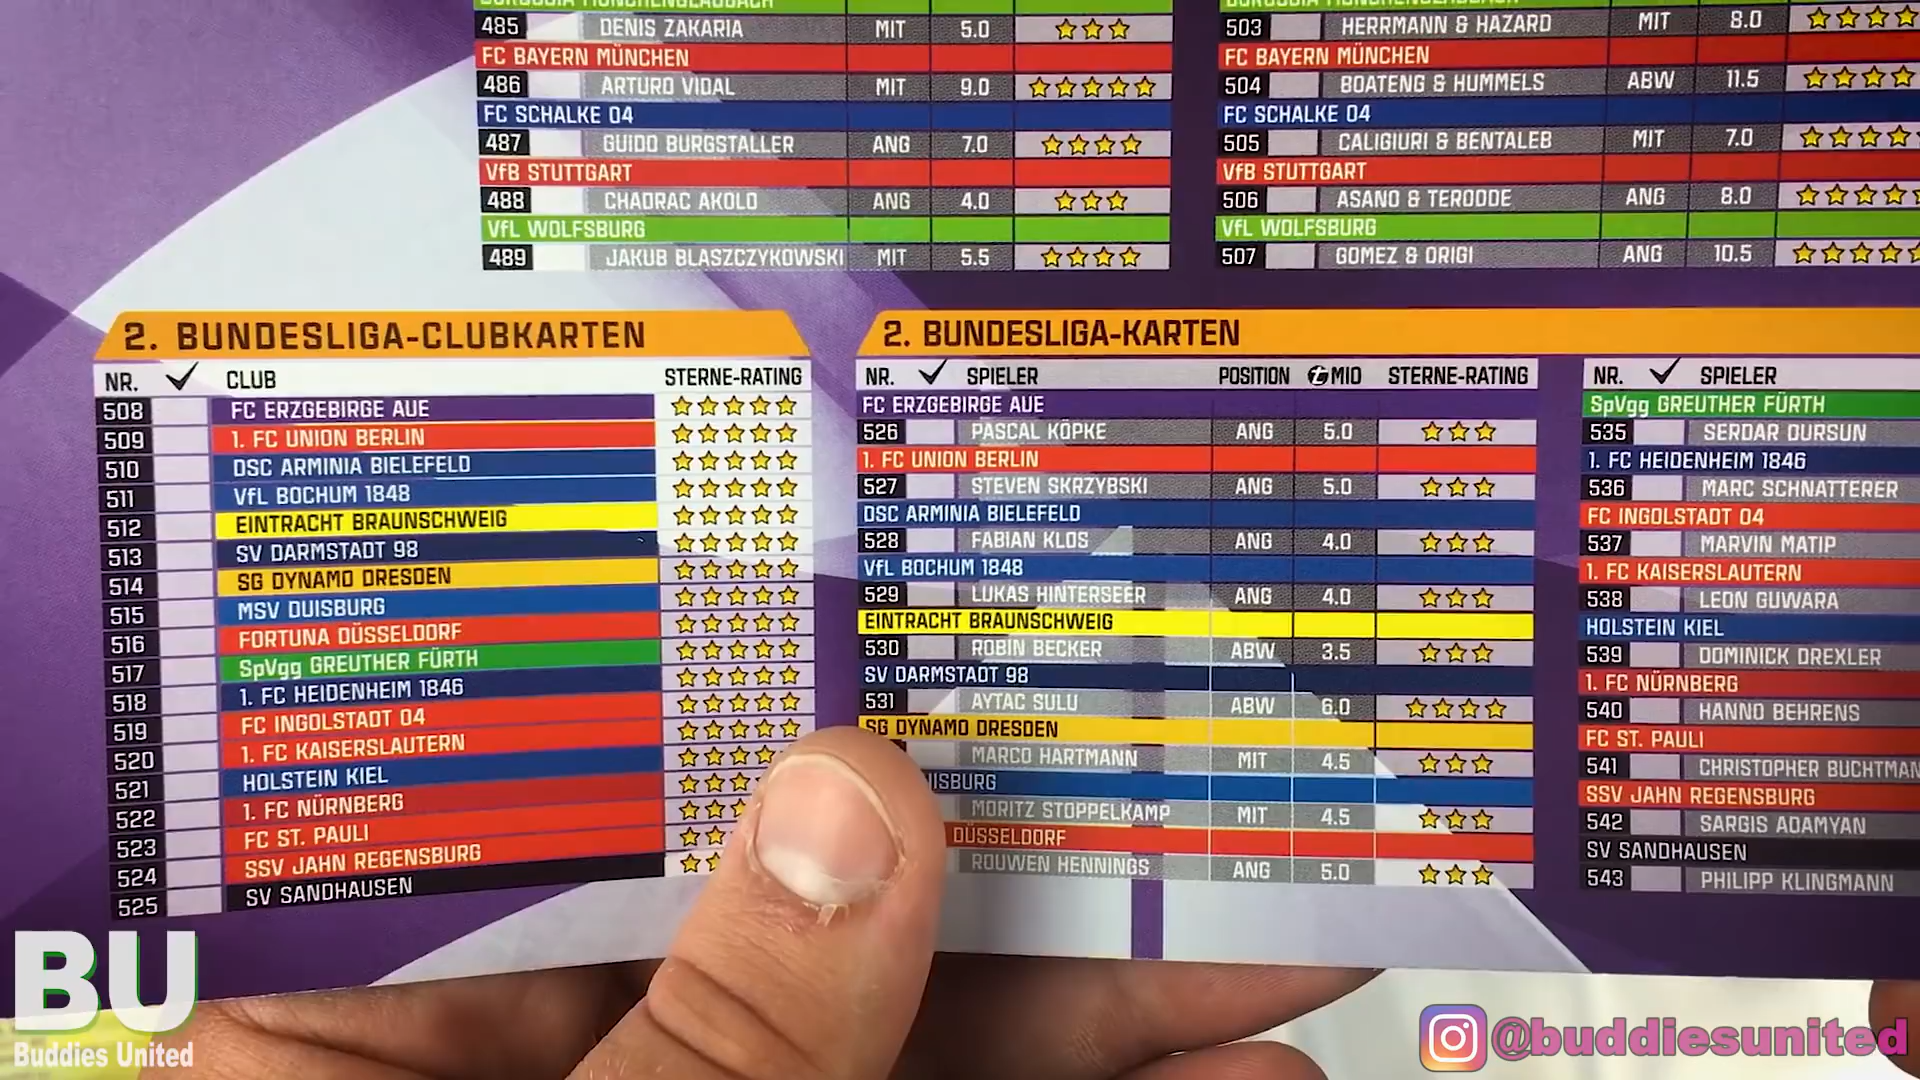 485 DENIS ZAKARIA MIT 5.0
FC BAYERN MÜNCHEN
486 ARTURO VIDAL MIT 9.0
FC SCHALKE 04
487 GUIDO BURGSTALLER ANG 7.0
VfB STUTTGART
488 CHADRAC AKOLO ANG 4.0
VfL WOLFSBURG
489 JAKUB BLASZCZYKOWSKI MIT 5.5
503 HERRMANN & HAZARD MIT 8.0
FC BAYERN MÜNCHEN
504 BOATENG & HUMMELS ABW 11.5
FC SCHALKE 04
505 CALIGIURI & BENTALEB MIT 7.0
VfB STUTTGART
506 ASANO & TERODDE ANG 8.0
VfL WOLFSBURG
507 GOMEZ & ORIGI ANG 10.5
2. BUNDESLIGA-CLUBKARTEN
NR. CLUB STERNE-RATING
508 FC ERZGEBIRGE AUE
509 1. FC UNION BERLIN
510 DSC ARMINIA BIELEFELD
511 VfL BOCHUM 1848
512 EINTRACHT BRAUNSCHWEIG
513 SV DARMSTADT 98
514 SG DYNAMO DRESDEN
515 MSV DUISBURG
516 FORTUNA DÜSSELDORF
517 SpVgg GREUTHER FÜRTH
518 1. FC HEIDENHEIM 1846
519 FC INGOLSTADT 04
520 1. FC KAISERSLAUTERN
521 HOLSTEIN KIEL
522 1. FC NÜRNBERG
523 FC ST. PAULI
524 SSV JAHN REGENSBURG
525 SV SANDHAUSEN
2. BUNDESLIGA-KARTEN
NR. SPIELER POSITION MIO STERNE-RATING
FC ERZGEBIRGE AUE
526 PASCAL KÖPKE ANG 5.0
1. FC UNION BERLIN
527 STEVEN SKRZYBSKI ANG 5.0
DSC ARMINIA BIELEFELD
528 FABIAN KLOS ANG 4.0
VfL BOCHUM 1848
529 LUKAS HINTERSEER ANG 4.0
EINTRACHT BRAUNSCHWEIG
530 ROBIN BECKER ABW 3.5
SV DARMSTADT 98
531 AYTAC SULU ABW 6.0
SG DYNAMO DRESDEN
MARCO HARTMANN MIT 4.5
ISBURG
MORITZ STOPPELKAMP MIT 4.5
DÜSSELDORF
ROUWEN HENNINGS ANG 5.0
NR. SPIELER
SpVgg GREUTHER FÜRTH
535 SERDAR DURSUN
1. FC HEIDENHEIM 1846
536 MARC SCHNATTERER
FC INGOLSTADT 04
537 MARVIN MATIP
1. FC KAISERSLAUTERN
538 LEON GUWARA
HOLSTEIN KIEL
539 DOMINICK DREXLER
1. FC NÜRNBERG
540 HANNO BEHRENS
FC ST. PAULI
541 CHRISTOPHER BUCHTMAN
SSV JAHN REGENSBURG
542 SARGIS ADAMYAN
SV SANDHAUSEN
543 PHILIPP KLINGMANN
BU
Buddies United
@buddiesunited